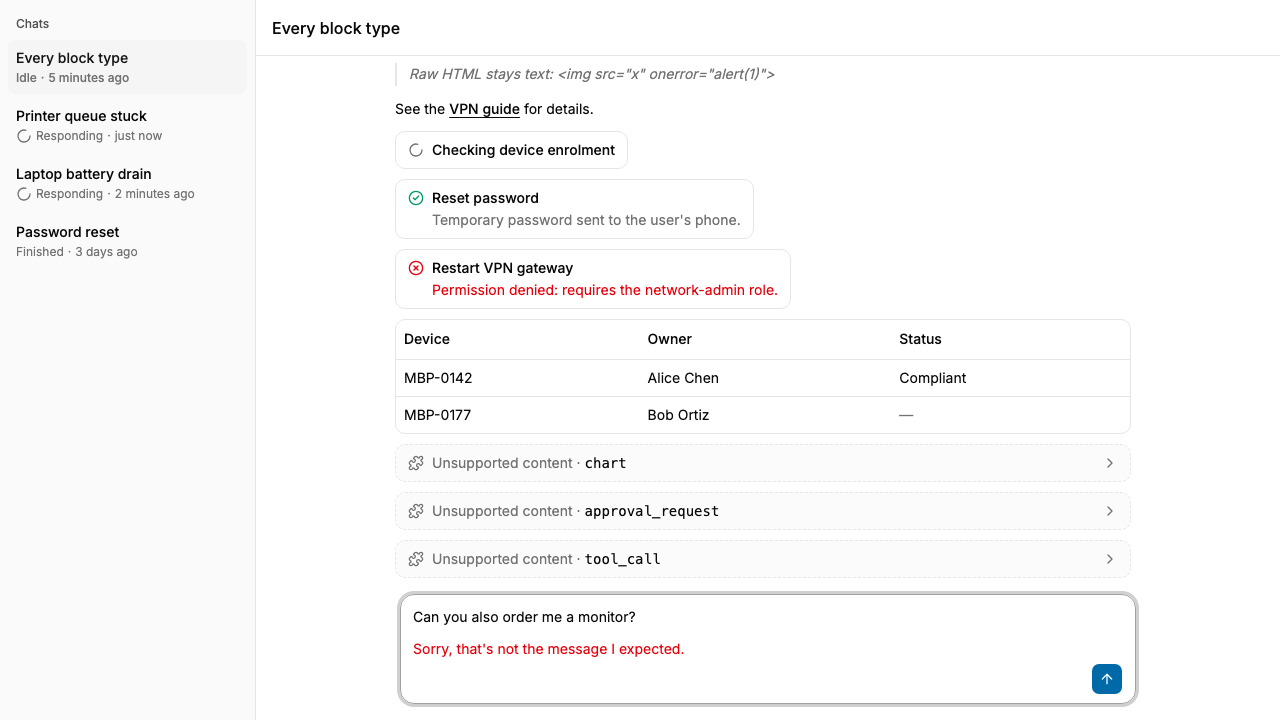 Chats
Every block type
Idle · 5 minutes ago
Printer queue stuck
Responding · just now
Laptop battery drain
Responding · 2 minutes ago
Password reset
Finished · 3 days ago
Every block type
Raw HTML stays text: <img src="x" onerror="alert(1)">
See the VPN guide for details.
Checking device enrolment
Reset password
Temporary password sent to the user's phone.
Restart VPN gateway
Permission denied: requires the network-admin role.
Device Owner Status
MBP-0142 Alice Chen Compliant
MBP-0177 Bob Ortiz —
Unsupported content · chart
Unsupported content · approval_request
Unsupported content · tool_call
Can you also order me a monitor?
Sorry, that's not the message I expected.